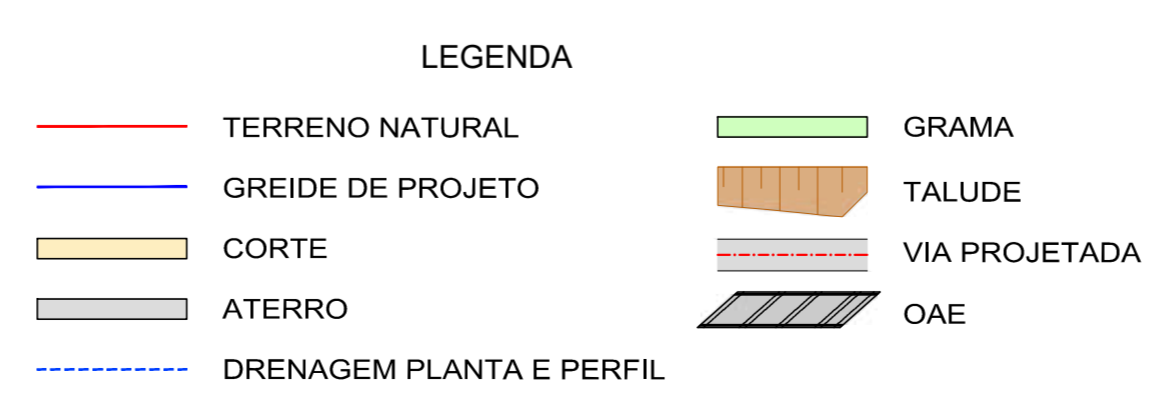 LEGENDA
TERRENO NATURAL
GREIDE DE PROJETO
CORTE
ATERRO
DRENAGEM PLANTA E PERFIL
GRAMA
TALUDE
VIA PROJETADA
OAE